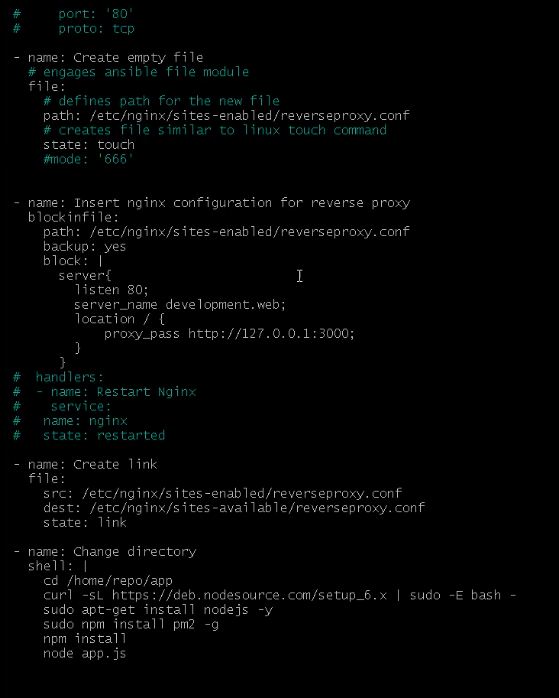 #     port: '80'
#     proto: tcp
- name: Create empty file
  # engages ansible file module
  file:
    # defines path for the new file
    path: /etc/nginx/sites-enabled/reverseproxy.conf
    # creates file similar to linux touch command
    state: touch
    #mode: '666'
- name: Insert nginx configuration for reverse proxy
  blockinfile:
    path: /etc/nginx/sites-enabled/reverseproxy.conf
    backup: yes
    block: |
      server{
        listen 80;
        server_name development.web;
        location / {
            proxy_pass http://127.0.0.1:3000;
        }
      }
#  handlers:
#  - name: Restart Nginx
#    service:
#   name: nginx
#   state: restarted
- name: Create link
  file:
    src: /etc/nginx/sites-enabled/reverseproxy.conf
    dest: /etc/nginx/sites-available/reverseproxy.conf
    state: link
- name: Change directory
  shell: |
    cd /home/repo/app
    curl -sL https://deb.nodesource.com/setup_6.x | sudo -E bash -
    sudo apt-get install nodejs -y
    sudo npm install pm2 -g
    npm install
    node app.js